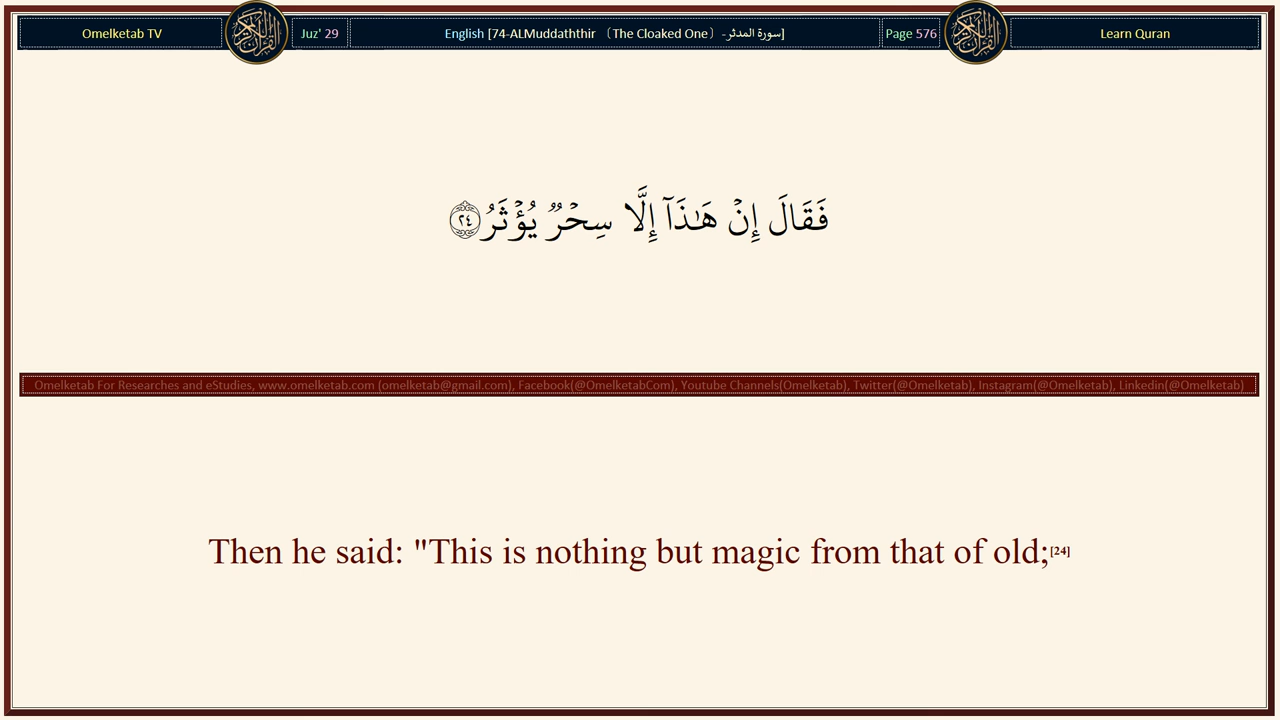 Omelketab TV
Juz' 29
English [74-ALMuddaththir 〔The Cloaked One〕 -سورة المدثر]
Page 576
Learn Quran
فَقَالَ إِنۡ هَـٰذَآ إِلَّا سِحۡرࣱ يُؤۡثَرُ ٢٤
Omelketab For Researches and eStudies, www.omelketab.com (omelketab@gmail.com), Facebook(@OmelketabCom), Youtube Channels(Omelketab), Twitter(@Omelketab), Instagram(@Omelketab), Linkedin(@Omelketab)
Then he said: "This is nothing but magic from that of old;[24]